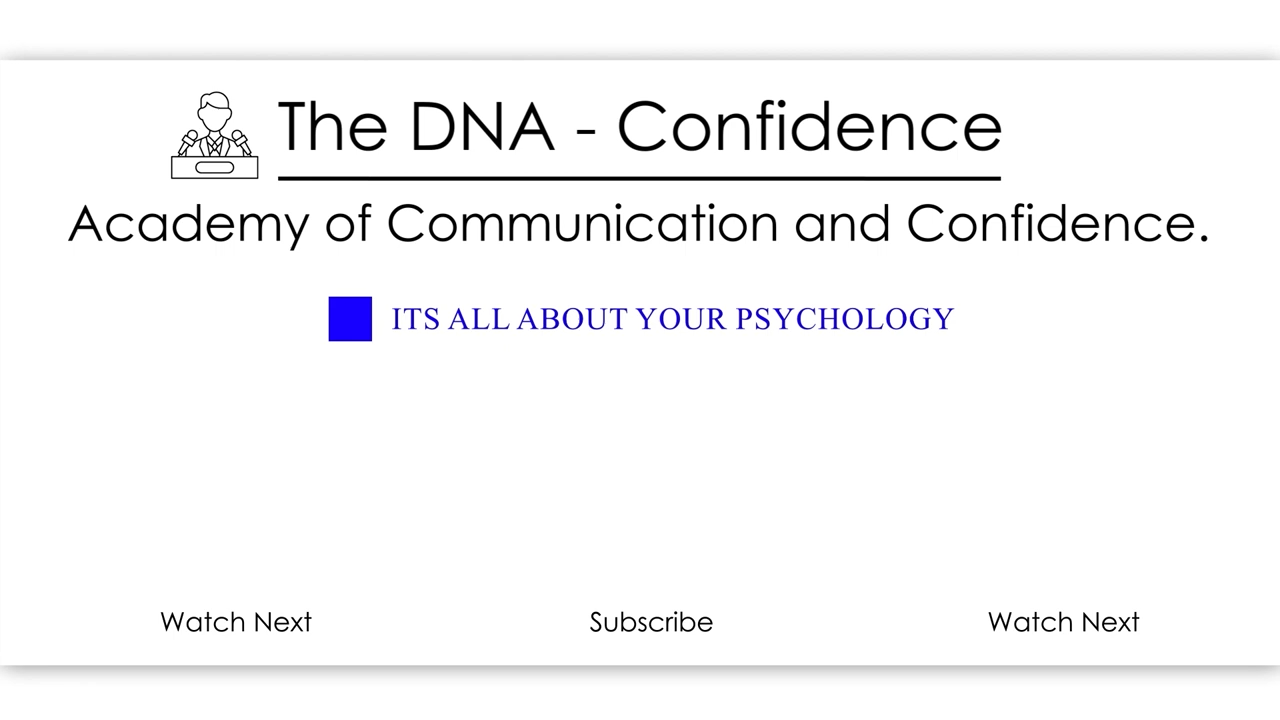 The DNA - Confidence
Academy of Communication and Confidence.
ITS ALL ABOUT YOUR PSYCHOLOGY
Watch Next
Subscribe
Watch Next